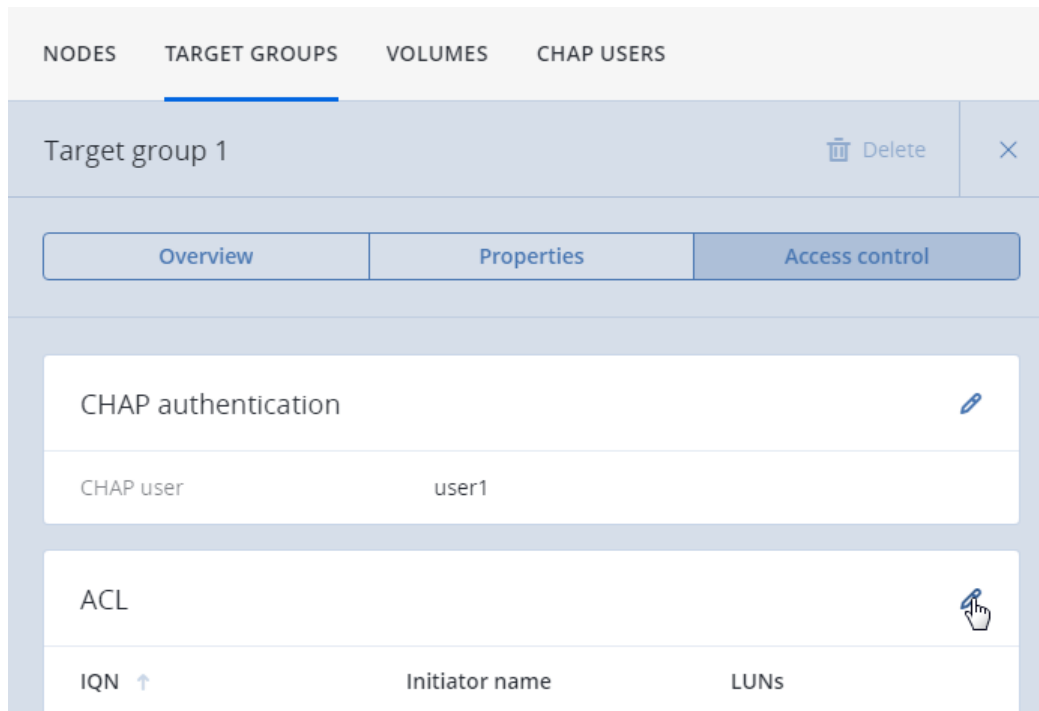 NODES TARGET GROUPS VOLUMES CHAP USERS
Target group 1 Delete
Overview Properties Access control
CHAP authentication
CHAP user user1
ACL
IQN Initiator name LUNs